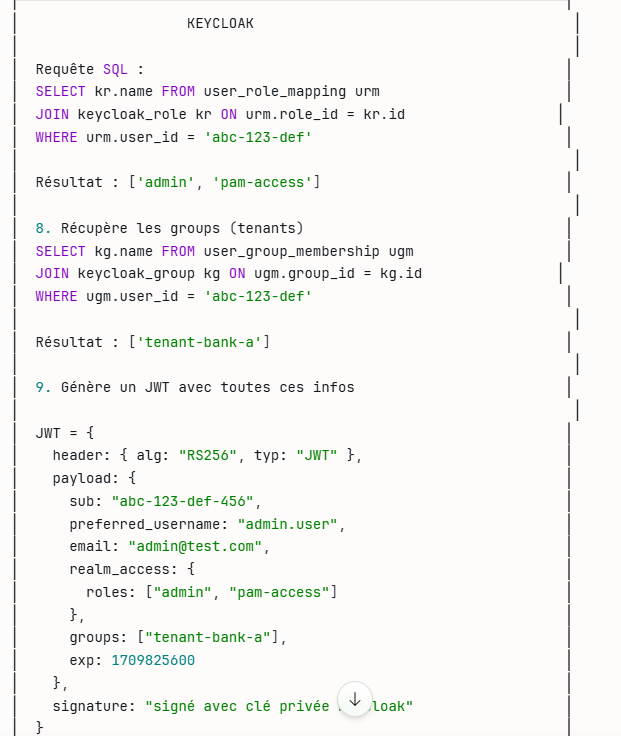 KEYCLOAK
Requête SQL :
SELECT kr.name FROM user_role_mapping urm
JOIN keycloak_role kr ON urm.role_id = kr.id
WHERE urm.user_id = 'abc-123-def'
Résultat : ['admin', 'pam-access']
8. Récupère les groups (tenants)
SELECT kg.name FROM user_group_membership ugm
JOIN keycloak_group kg ON ugm.group_id = kg.id
WHERE ugm.user_id = 'abc-123-def'
Résultat : ['tenant-bank-a']
9. Génère un JWT avec toutes ces infos
JWT = {
header: { alg: "RS256", typ: "JWT" },
payload: {
sub: "abc-123-def-456",
preferred_username: "admin.user",
email: "admin@test.com",
realm_access: {
roles: ["admin", "pam-access"]
},
groups: ["tenant-bank-a"],
exp: 1709825600
},
signature: "signé avec clé privée loak"
}